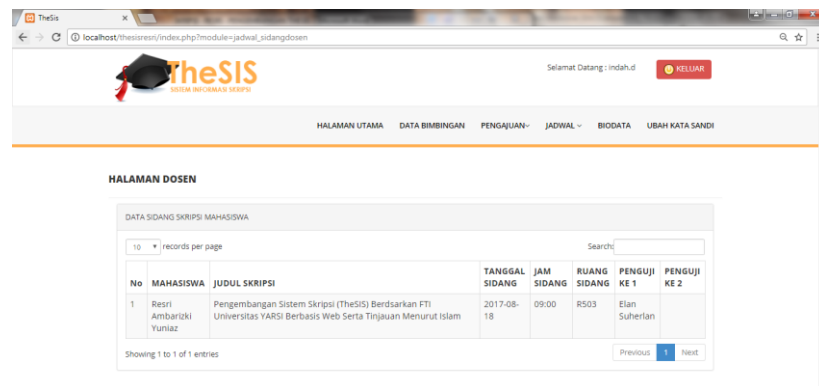 TheSis
localhost/thesisresri/index.php?module=jadwal_sidangdosen
TheSIS
SISTEM INFORMASI SKRIPSI
Selamat Datang : indah.d
KELUAR
HALAMAN UTAMA DATA BIMBINGAN PENGAJUAN JADWAL BIODATA UBAH KATA SANDI
HALAMAN DOSEN
DATA SIDANG SKRIPSI MAHASISWA
10 records per page Search:
No MAHASISWA JUDUL SKRIPSI TANGGAL SIDANG JAM SIDANG RUANG SIDANG PENGUJI KE 1 PENGUJI KE 2
1 Resri Ambarizki Yuniaz Pengembangan Sistem Skripsi (TheSIS) Berdsarkan FTI Universitas YARSI Berbasis Web Serta Tinjauan Menurut Islam 2017-08-18 09:00 R503 Elan Suherlan
Showing 1 to 1 of 1 entries Previous 1 Next